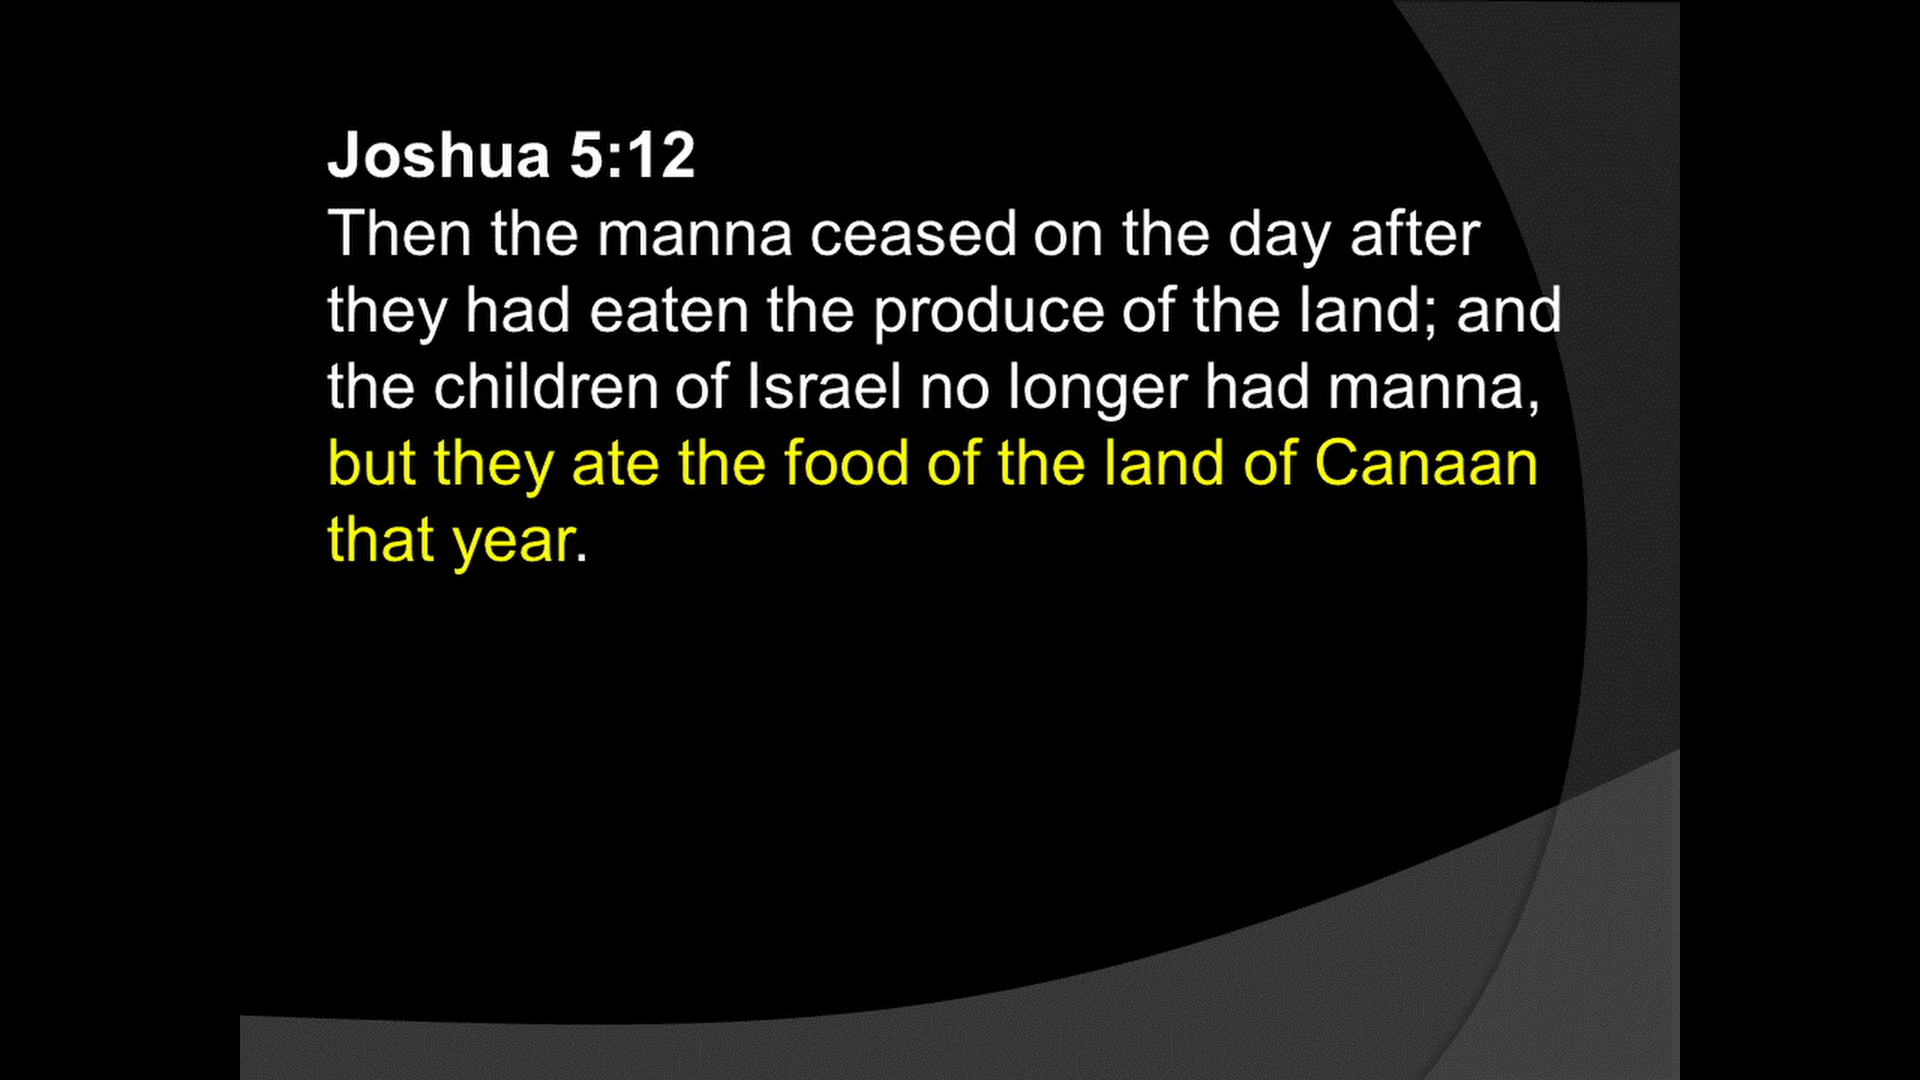 Joshua 5:12
Then the manna ceased on the day after
they had eaten the produce of the land; and
the children of Israel no longer had manna,
but they ate the food of the land of Canaan
that year.